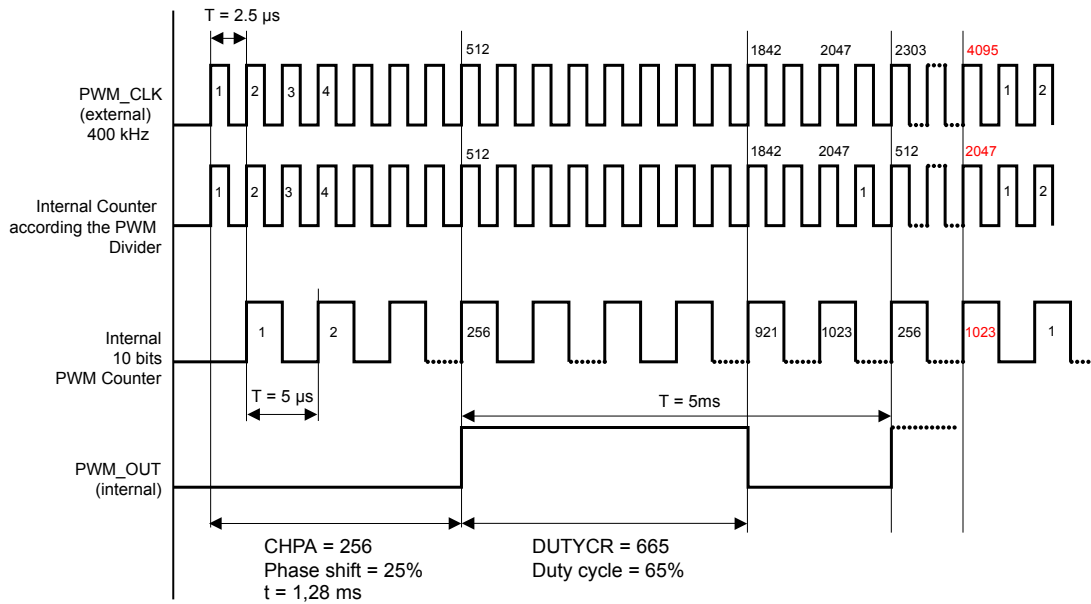 T = 2.5 µs
512
1842
2047
2303
4095
PWM_CLK
(external)
400 kHz
1
2
3
4
1
2
512
1842
2047
512
2047
Internal Counter
according the PWM
Divider
1
2
3
4
1
1
2
Internal
10 bits
PWM Counter
1
2
256
921
1023
256
1023
1
T = 5 µs
T = 5ms
PWM_OUT
(internal)
CHPA = 256
Phase shift = 25%
t = 1,28 ms
DUTYCR = 665
Duty cycle = 65%